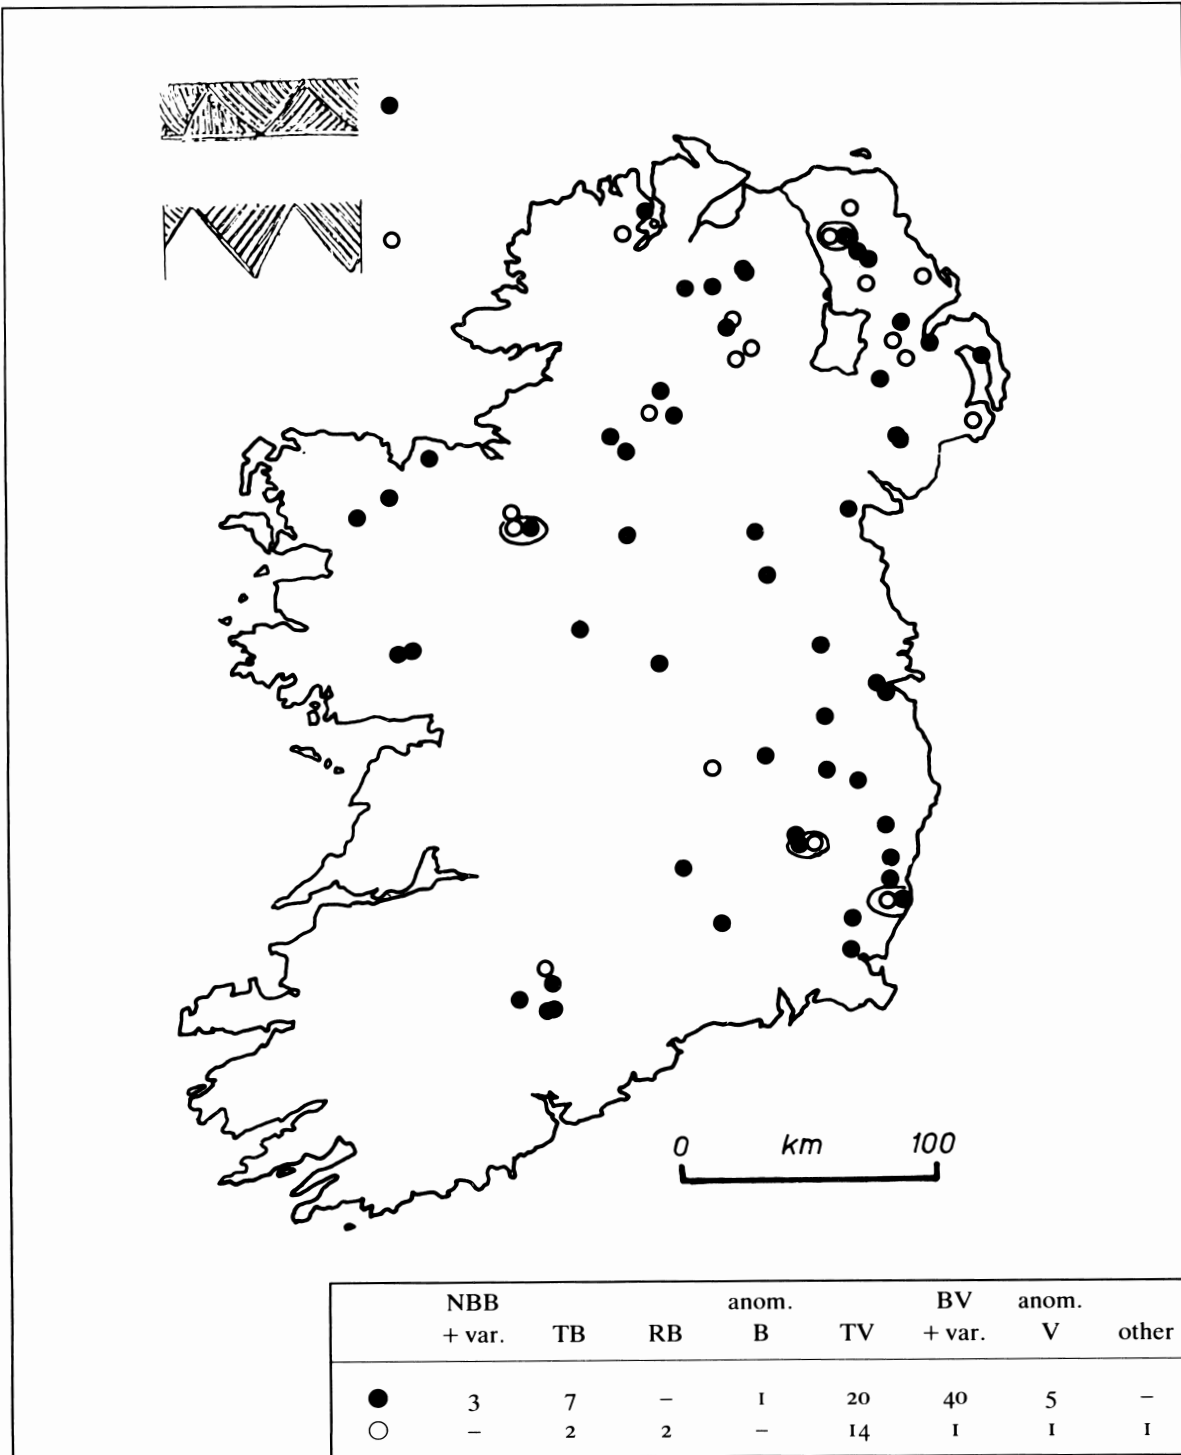 0 km 100
NBB anom. BV anom.
+ var. TB RB B TV + var. V other
● 3 7 – 1 20 40 5 –
○ – 2 2 – 14 1 1 1